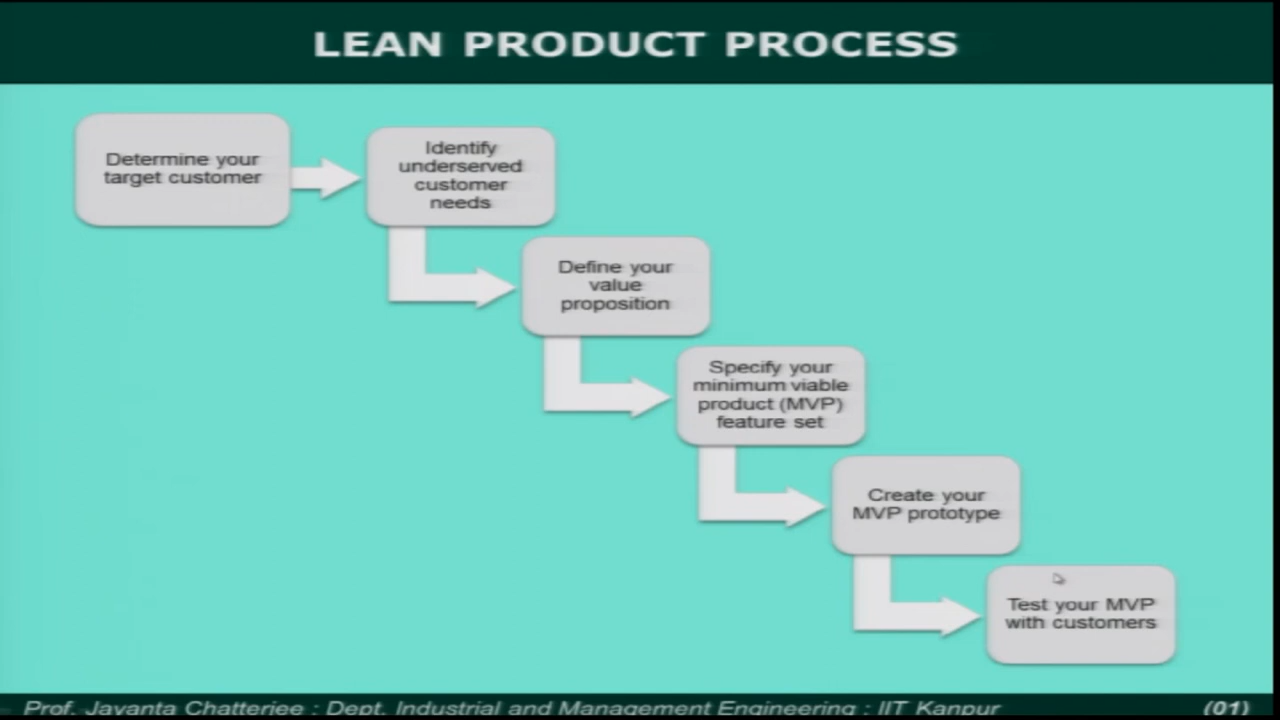 LEAN PRODUCT PROCESS
Determine your
target customer
Identify
underserved
customer
needs
Define your
value
proposition
Specify your
minimum viable
product (MVP)
feature set
Create your
MVP prototype
Test your MVP
with customers
Prof. Jayanta Chatterjee : Dept. Industrial and Management Engineering : IIT Kanpur (01)